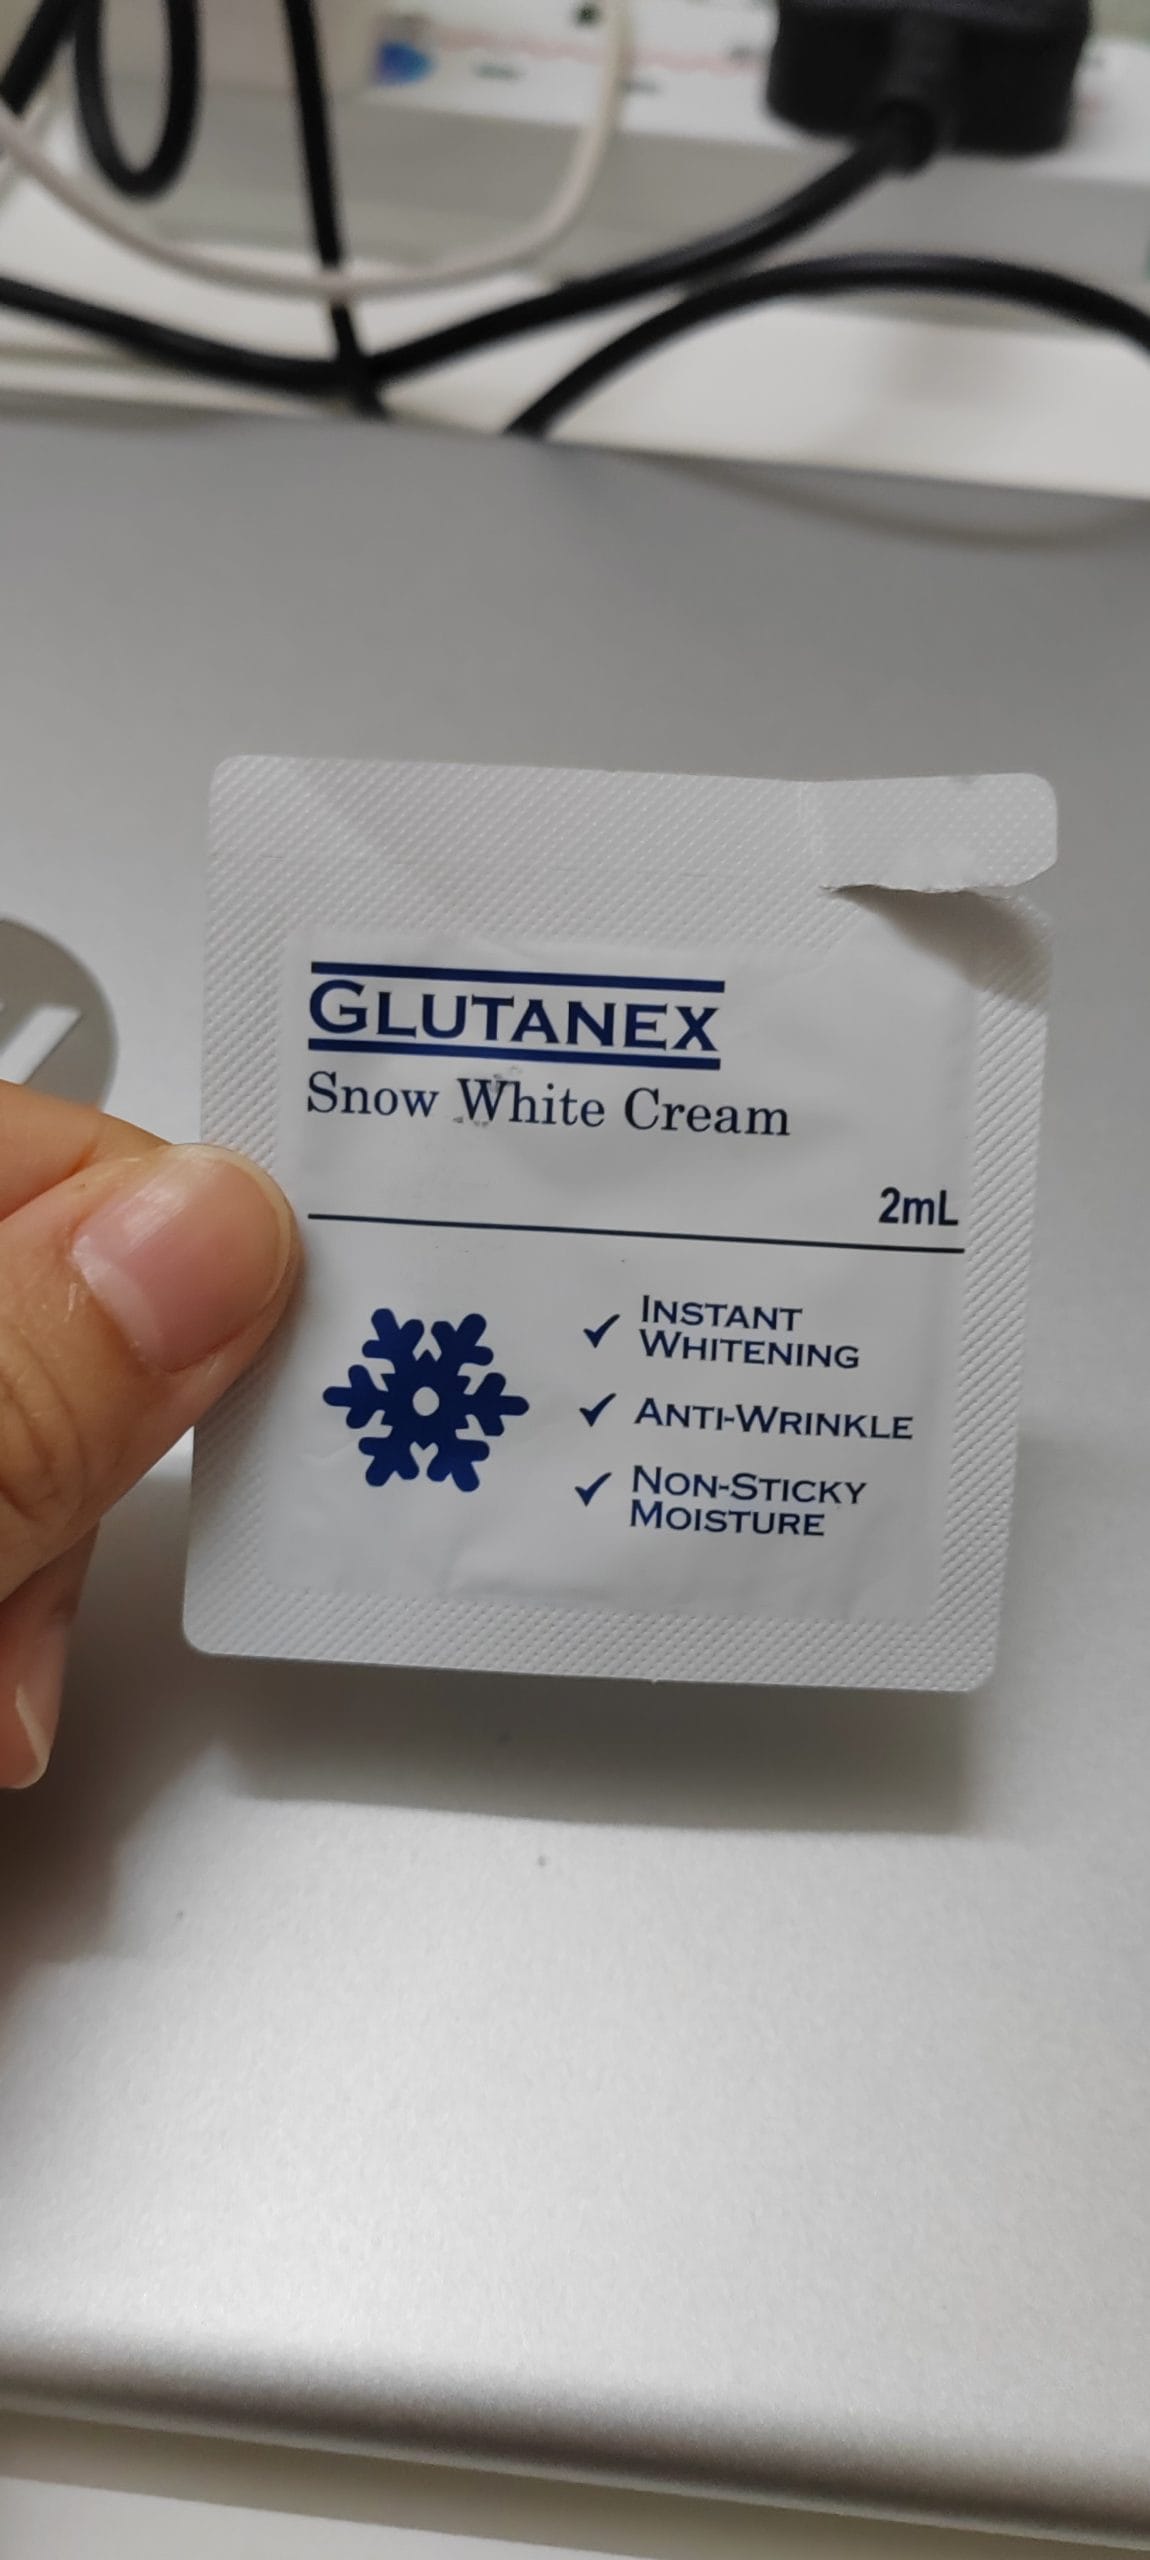 GLUTANEX
Snow White Cream
2mL
INSTANT
WHITENING
ANTI-WRINKLE
NON-STICKY
MOISTURE